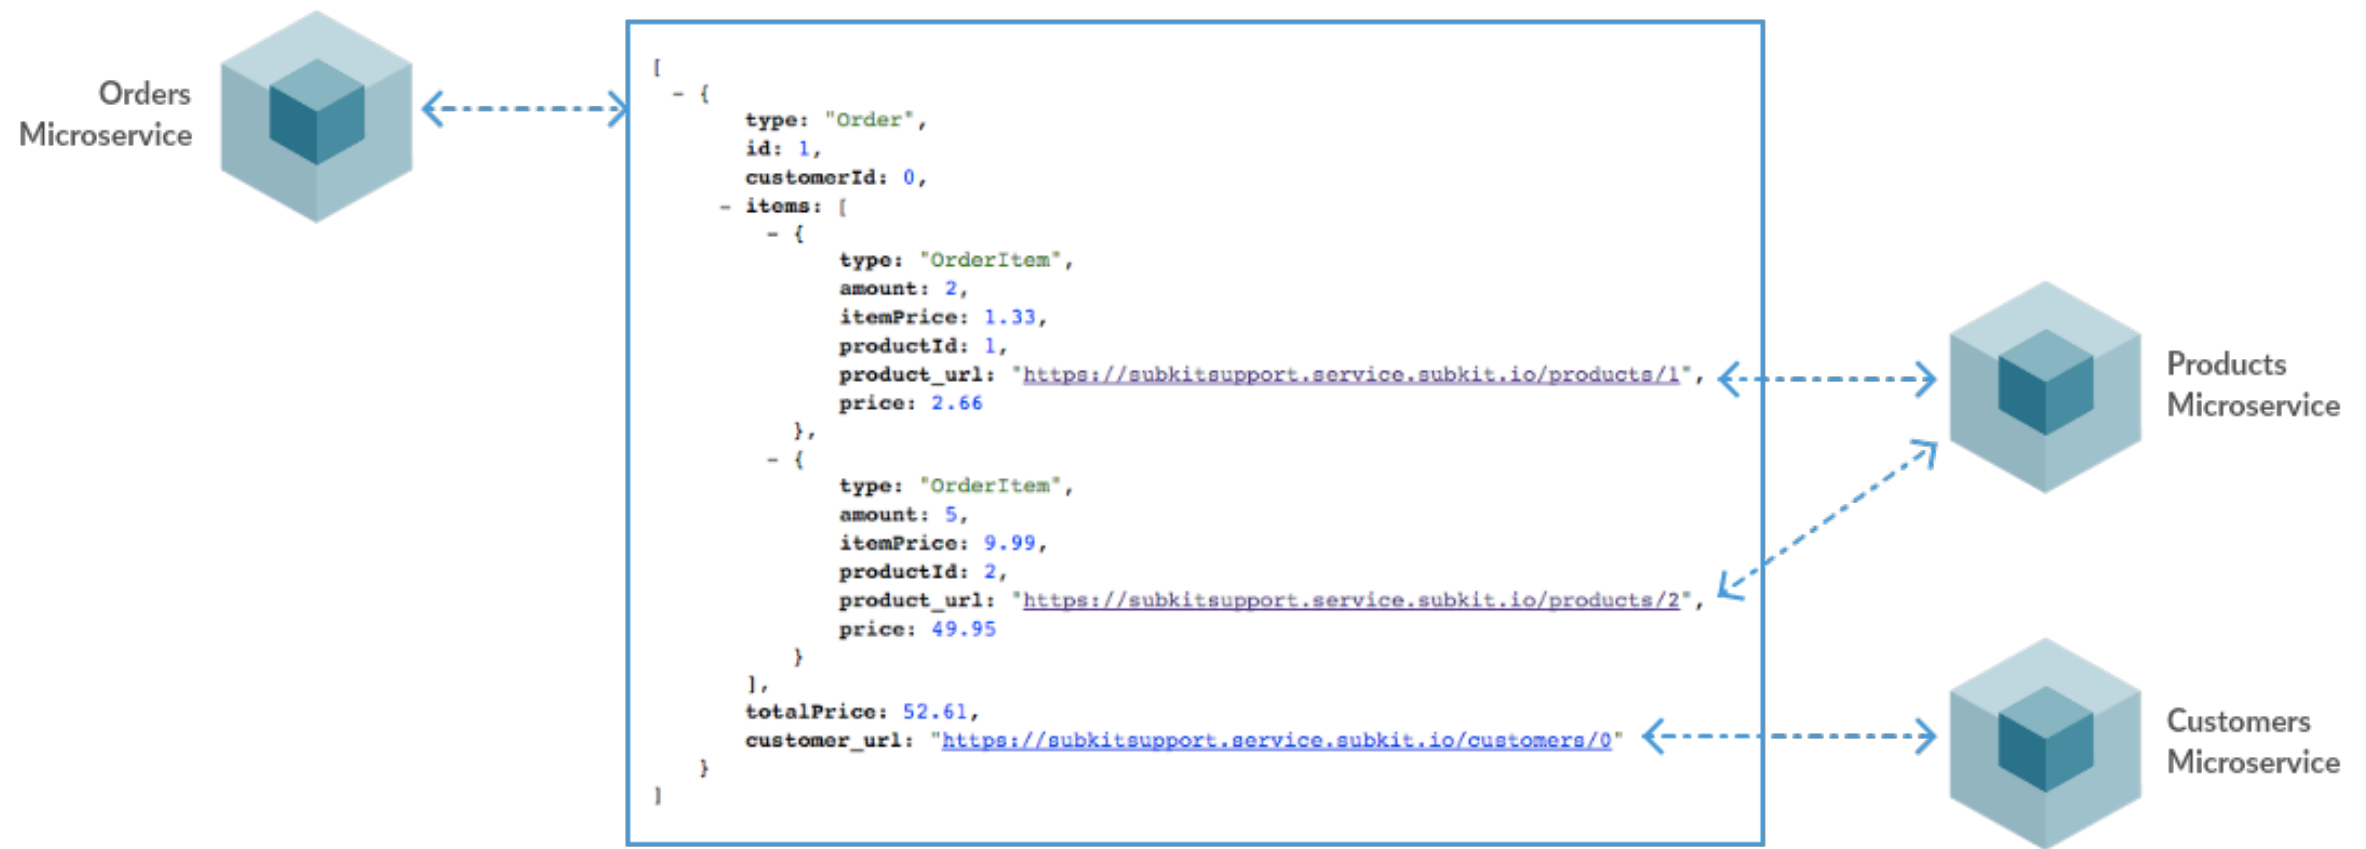 Orders
Microservice
[
- {
type: "Order",
id: 1,
customerId: 0,
- items: [
- {
type: "OrderItem",
amount: 2,
itemPrice: 1.33,
productId: 1,
product_url: "https://subkitsupport.service.subkit.io/products/1",
price: 2.66
},
- {
type: "OrderItem",
amount: 5,
itemPrice: 9.99,
productId: 2,
product_url: "https://subkitsupport.service.subkit.io/products/2",
price: 49.95
}
],
totalPrice: 52.61,
customer_url: "https://subkitsupport.service.subkit.io/customers/0"
}
]
Products
Microservice
Customers
Microservice